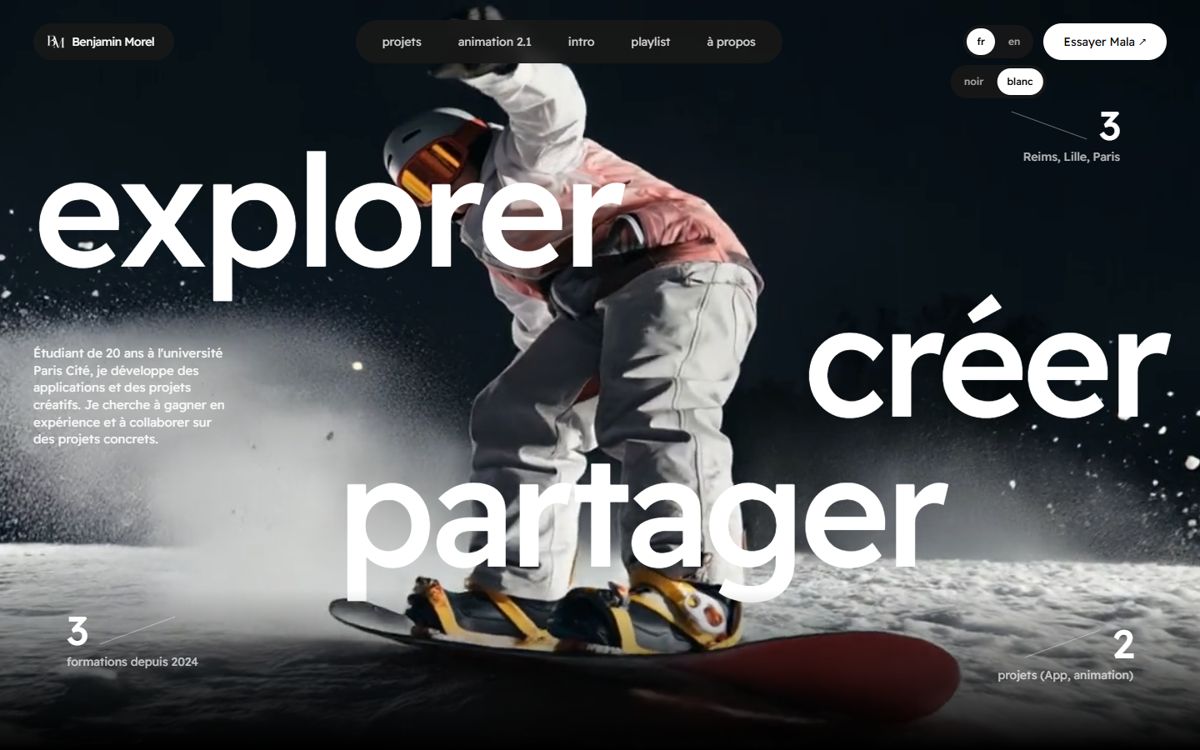 BM Benjamin Morel
projets animation 2.1 intro playlist à propos
fr en
Essayer Mala ↗
noir blanc
3
Reims, Lille, Paris
explorer
créer
Étudiant de 20 ans à l'université
Paris Cité, je développe des
applications et des projets
créatifs. Je cherche à gagner en
expérience et à collaborer sur
des projets concrets.
partager
3
formations depuis 2024
2
projets (App, animation)